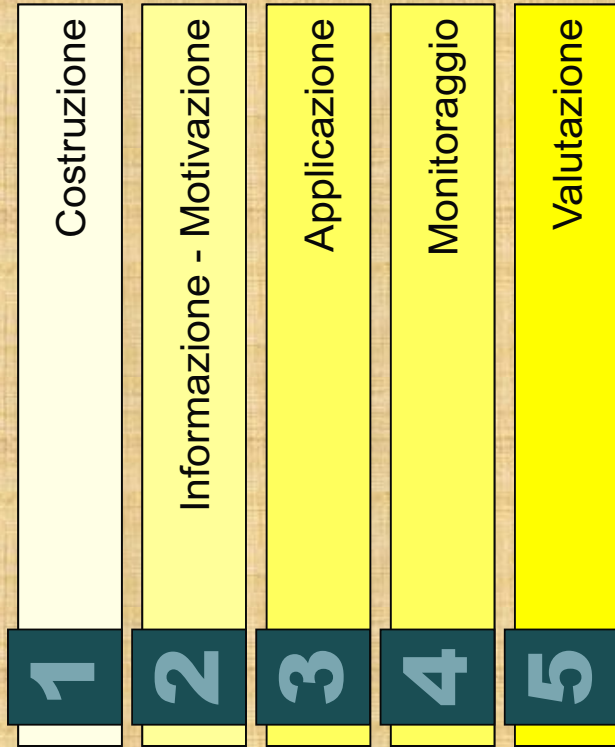 1 Costruzione
2 Informazione - Motivazione
3 Applicazione
4 Monitoraggio
5 Valutazione